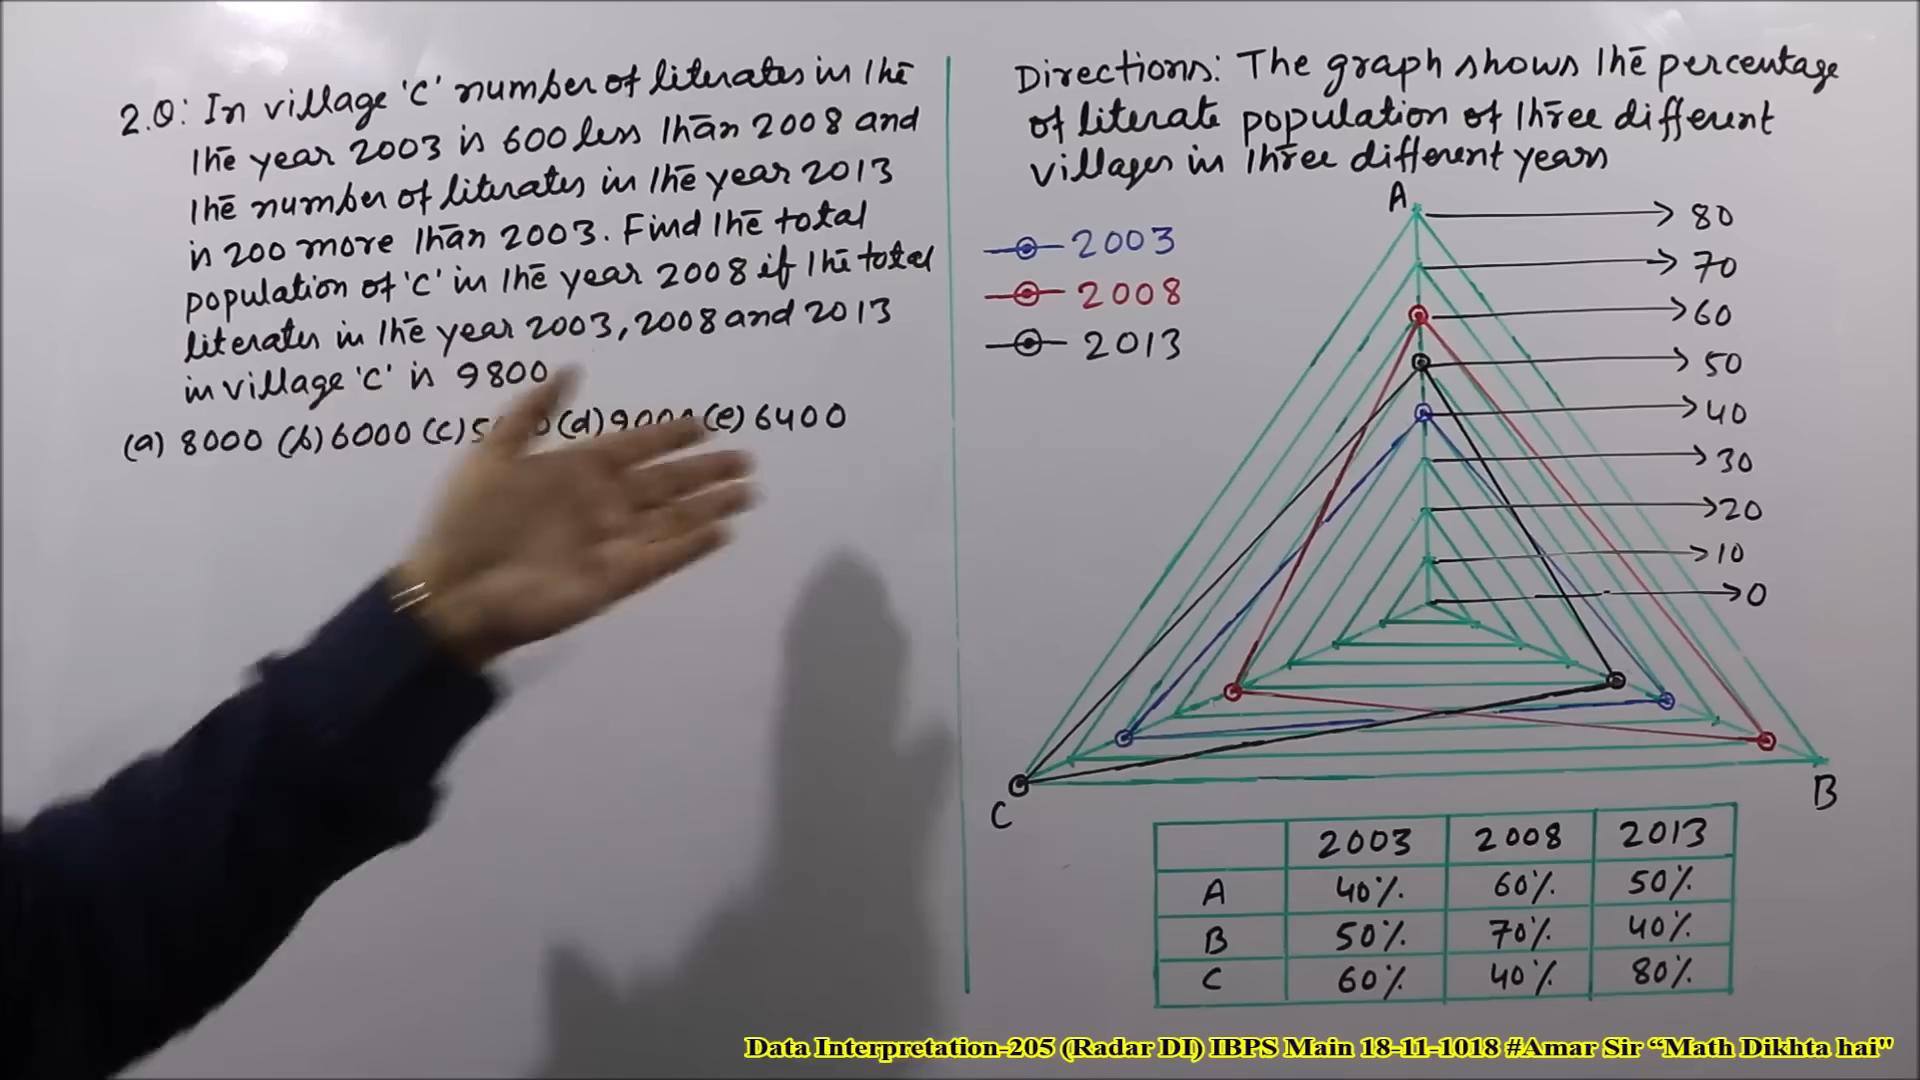 2.Q: In village 'C' number of literates in the
the year 2003 is 600 less than 2008 and
the number of literates in the year 2013
is 200 more than 2003. Find the total
population of 'C' in the year 2008 if the total
literates in the year 2003, 2008 and 2013
in village 'C' is 9800
(a) 8000 (b) 6000 (c) (d) (e) 6400
Directions: The graph shows the percentage
of literate population of three different
villages in three different years
2003
2008
2013
A
80
70
60
50
40
30
20
10
0
C
B
2003 2008 2013
A 40% 60% 50%
B 50% 70% 40%
C 60% 40% 80%
Data Interpretation-205 (Radar DI) IBPS Main 18-11-1018 #Amar Sir “Math Dikhta hai"